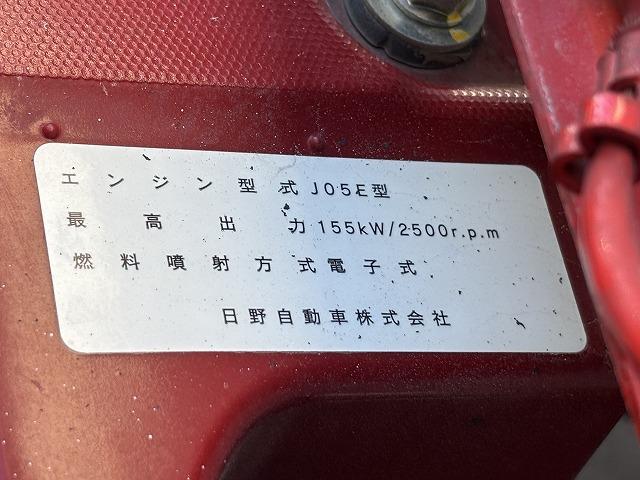 エンジン型式J05E型
最高出力155kW/2500r.p.m
燃料噴射方式電子式
日野自動車株式会社